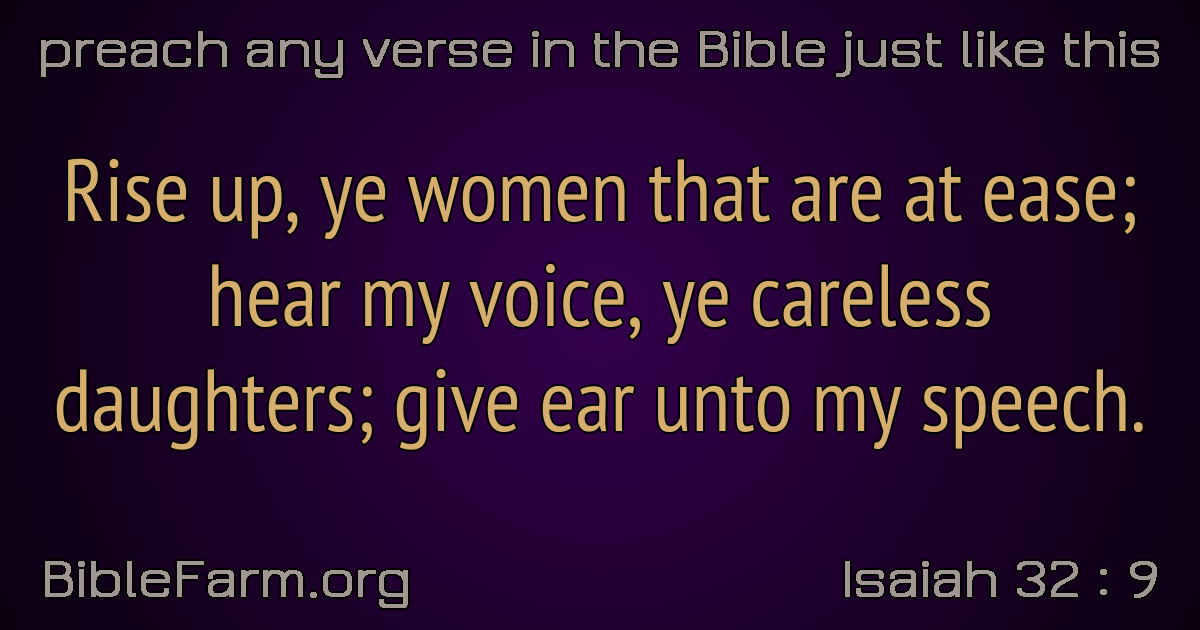 preach any verse in the Bible just like this
Rise up, ye women that are at ease;
hear my voice, ye careless
daughters; give ear unto my speech.
BibleFarm.org
Isaiah 32 : 9